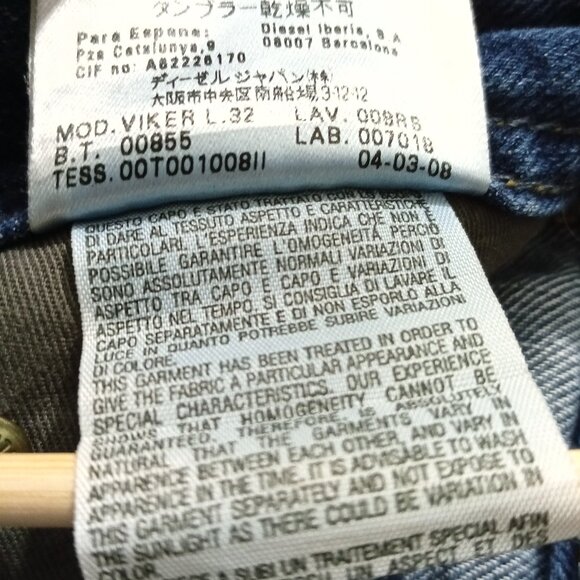 タンブラー乾燥不可
Para Espana: Diesel Iberia, S A
Pza Catalunya,9 08007 Barcelona
CIF no: A62226170
ディーゼル ジャパン(株)
大阪市中央区南船場3-12-12
MOD. VIKER L.32 LAV. 008RS
B.T. 00855 LAB. 007018
TESS. 00T00100811 04-03-08
QUESTO CAPO È STATO TRATTATO
DI DARE AL TESSUTO ASPETTO E CARATTERISTICHE
PARTICOLARI. L'ESPERIENZA INDICA CHE NON È
POSSIBILE GARANTIRE L'OMOGENEITÀ PERCIÒ
SONO ASSOLUTAMENTE NORMALI VARIAZIONI DI
ASPETTO TRA CAPO E CAPO E VARIAZIONI DI
ASPETTO NEL TEMPO. SI CONSIGLIA DI LAVARE IL
CAPO SEPARATAMENTE E DI NON ESPORLO ALLA
LUCE IN QUANTO POTREBBE SUBIRE VARIAZIONI
DI COLORE.
THIS GARMENT HAS BEEN TREATED IN ORDER TO
GIVE THE FABRIC A PARTICULAR APPEARANCE AND
SPECIAL CHARACTERISTICS. OUR EXPERIENCE
SHOWS THAT HOMOGENEITY CANNOT BE
GUARANTEED. THEREFORE, IS ABSOLUTELY
NATURAL THAT THE GARMENTS VARY IN
APPEARANCE BETWEEN EACH OTHER, AND VARY IN
APPARENCE IN THE TIME. IT IS ADVISABLE TO WASH
THIS GARMENT SEPARATELY AND NOT EXPOSE TO
THE SUNLIGHT AS THERE COULD BE VARIATION IN
COLOR.
A SUBI UN TRAITEMENT SPECIAL AFIN
UN ASPECT ET DES